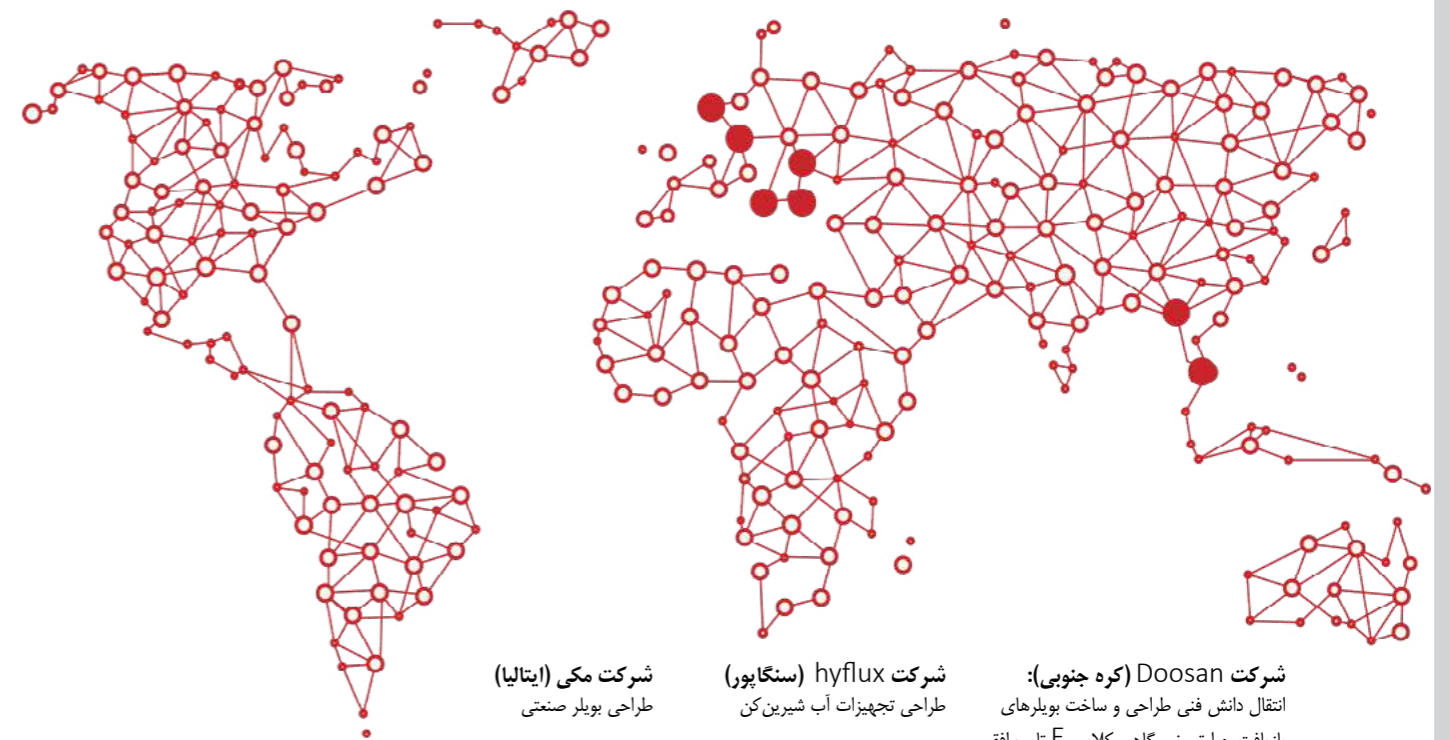 شرکت Doosan (کره جنوبی):
انتقال دانش فنی طراحی و ساخت بویلرهای
شرکت hyflux (سنگاپور)
طراحی تجهیزات آب شیرین‌کن
شرکت مکی (ایتالیا)
طراحی بویلر صنعتی